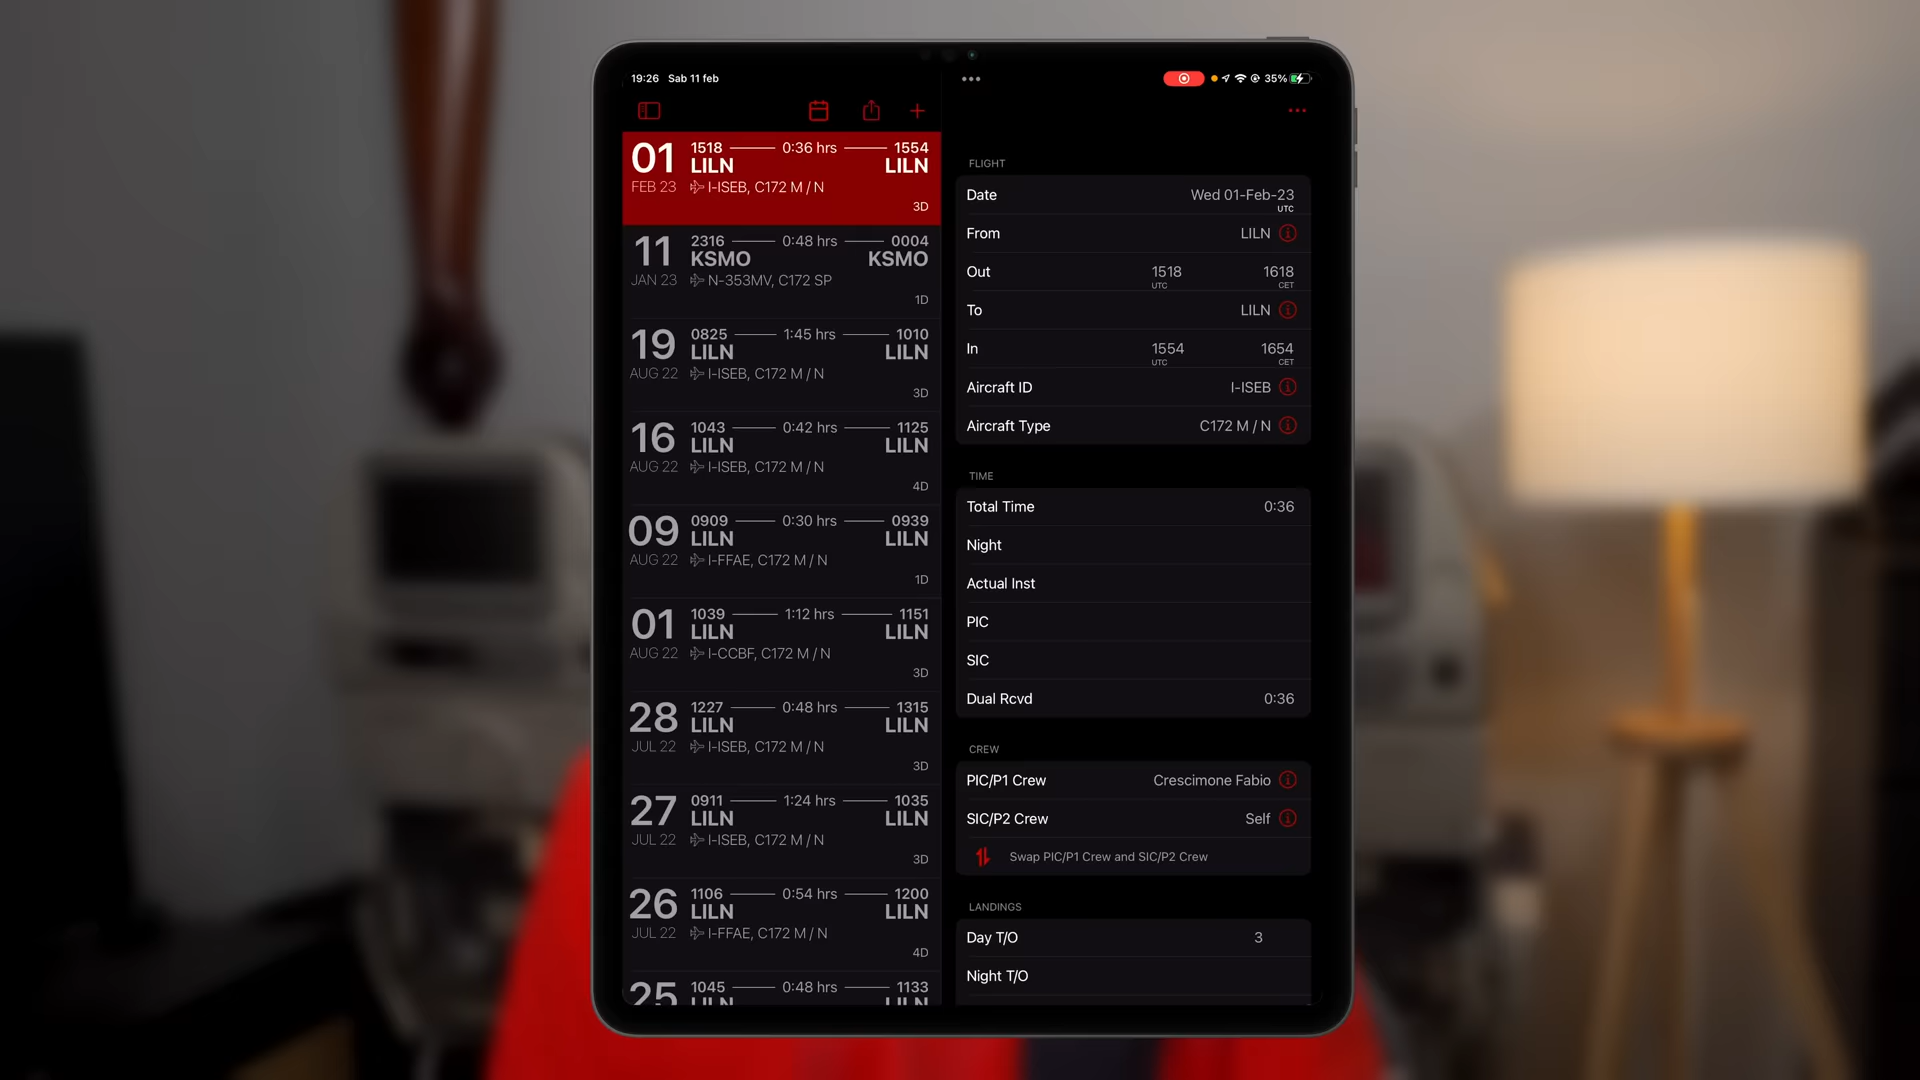 19:26 Sab 11 feb
35%
01 1518 0:36 hrs 1554
LILN LILN
FEB 23 I-ISEB, C172 M / N
3D
11 2316 0:48 hrs 0004
KSMO KSMO
JAN 23 N-353MV, C172 SP
1D
19 0825 1:45 hrs 1010
LILN LILN
AUG 22 I-ISEB, C172 M / N
3D
16 1043 0:42 hrs 1125
LILN LILN
AUG 22 I-ISEB, C172 M / N
4D
09 0909 0:30 hrs 0939
LILN LILN
AUG 22 I-FFAE, C172 M / N
1D
01 1039 1:12 hrs 1151
LILN LILN
AUG 22 I-CCBF, C172 M / N
3D
28 1227 0:48 hrs 1315
LILN LILN
JUL 22 I-ISEB, C172 M / N
3D
27 0911 1:24 hrs 1035
LILN LILN
JUL 22 I-ISEB, C172 M / N
3D
26 1106 0:54 hrs 1200
LILN LILN
JUL 22 I-FFAE, C172 M / N
4D
25 1045 0:48 hrs 1133
LILN LILN
FLIGHT
Date Wed 01-Feb-23
UTC
From LILN
Out 1518 1618
UTC CET
To LILN
In 1554 1654
UTC CET
Aircraft ID I-ISEB
Aircraft Type C172 M / N
TIME
Total Time 0:36
Night
Actual Inst
PIC
SIC
Dual Rcvd 0:36
CREW
PIC/P1 Crew Crescimone Fabio
SIC/P2 Crew Self
Swap PIC/P1 Crew and SIC/P2 Crew
LANDINGS
Day T/O 3
Night T/O